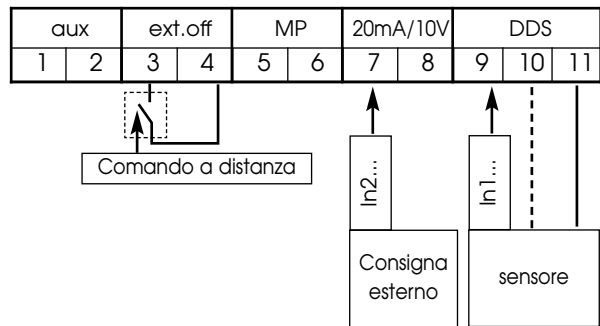 aux ext.off MP 20mA/10V DDS
1 2 3 4 5 6 7 8 9 10 11
Comando a distanza
In2...
In1...
Consigna
esterno
sensore